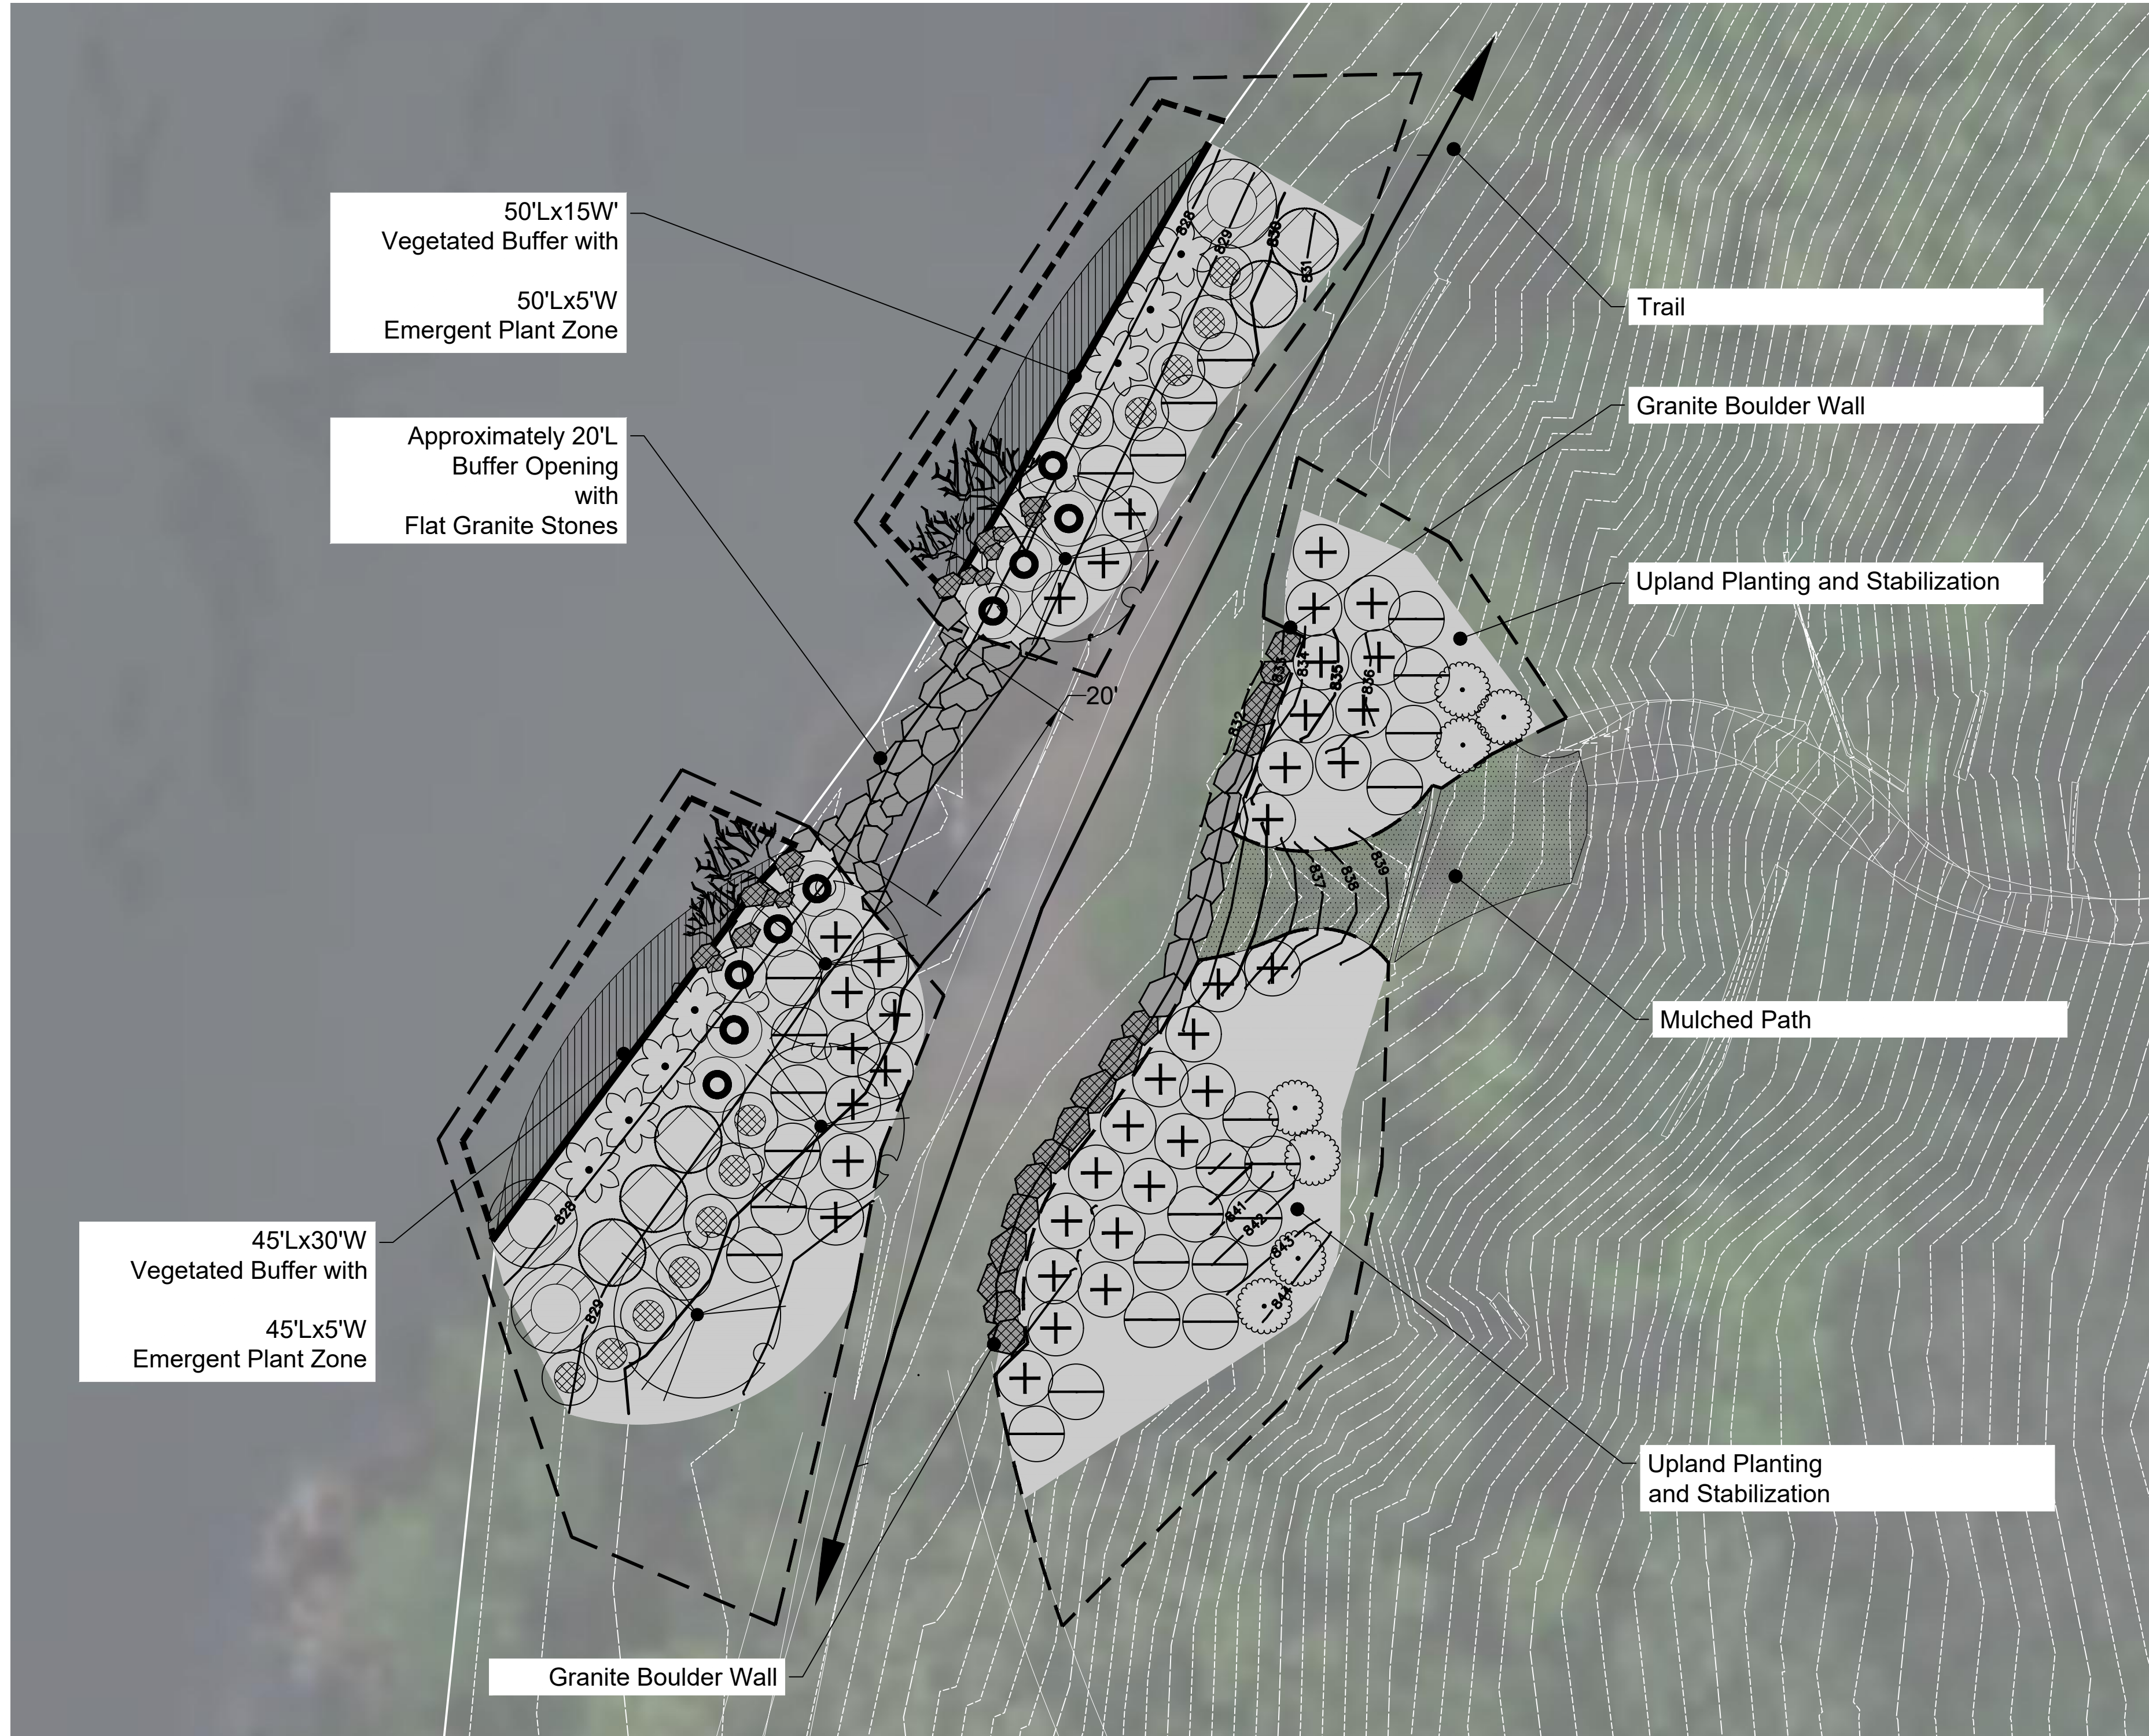 50'Lx15W'
Vegetated Buffer with
50'Lx5'W
Emergent Plant Zone
Approximately 20'L
Buffer Opening
with
Flat Granite Stones
Trail
Granite Boulder Wall
Upland Planting and Stabilization
Mulched Path
Upland Planting
and Stabilization
45'Lx30'W
Vegetated Buffer with
45'Lx5'W
Emergent Plant Zone
Granite Boulder Wall
20'
828
829
830
831
832
833
834
835
836
837
838
839
841
842
843
844
828
829